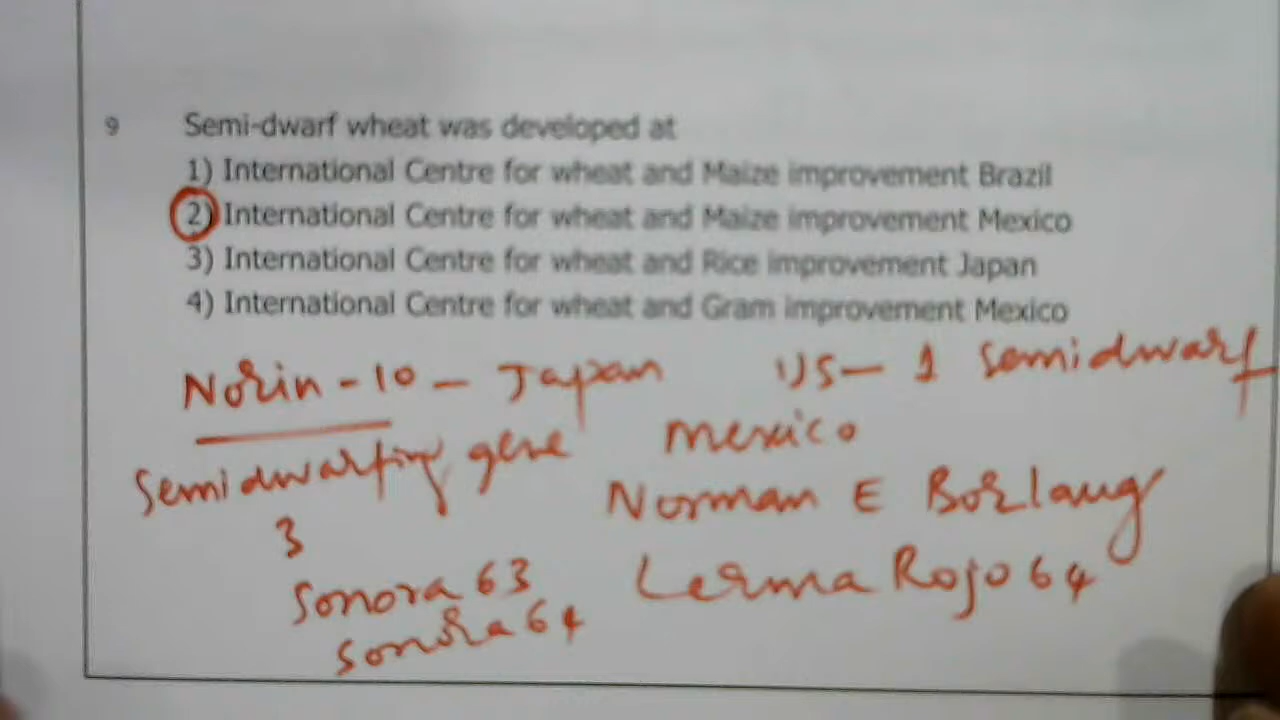 9 Semi-dwarf wheat was developed at
1) International Centre for wheat and Maize improvement Brazil
2) International Centre for wheat and Maize improvement Mexico
3) International Centre for wheat and Rice improvement Japan
4) International Centre for wheat and Gram improvement Mexico
Norin-10 - Japan US- 1 semidwarf
Semidwarfing gene Mexico
Norman E Borlaug
3
Sonora 63 Lerma Rojo 64
Sonora 64